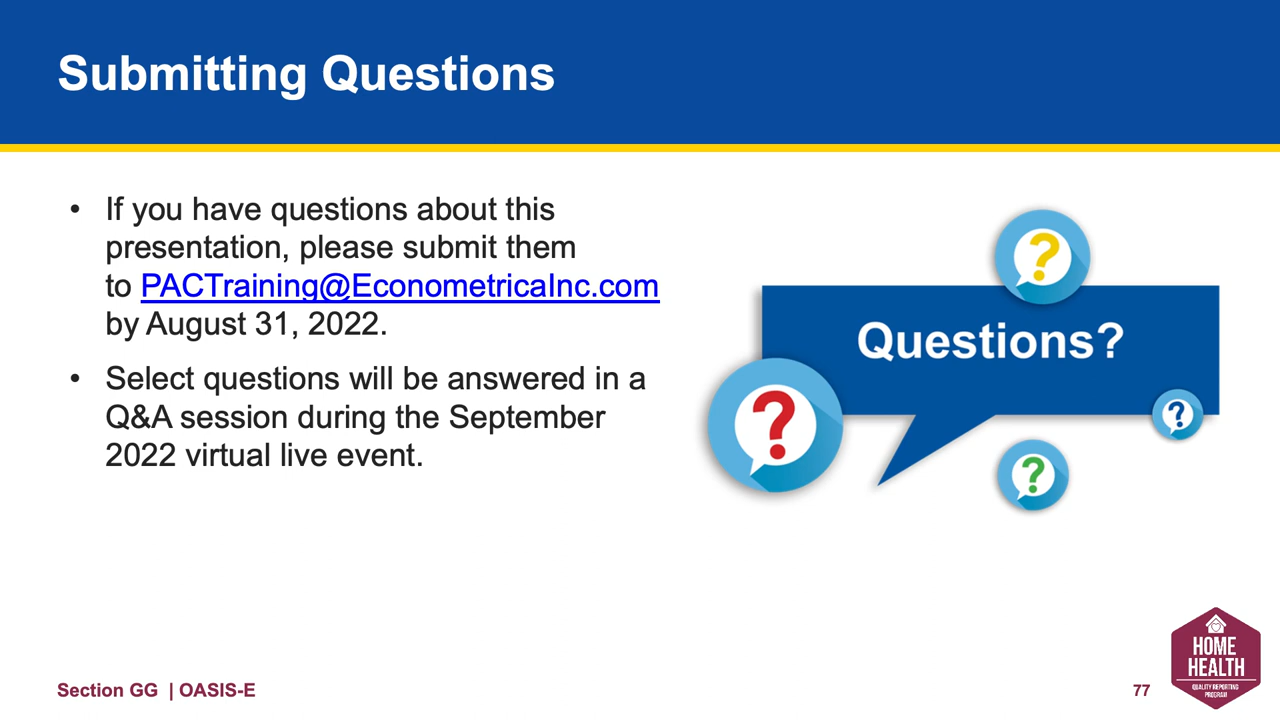 Submitting Questions
• If you have questions about this
presentation, please submit them
to PACTraining@EconometricaInc.com
by August 31, 2022.
• Select questions will be answered in a
Q&A session during the September
2022 virtual live event.
?
Questions?
?
?
?
Section GG | OASIS-E
77
HOME
HEALTH
QUALITY REPORTING
PROGRAM